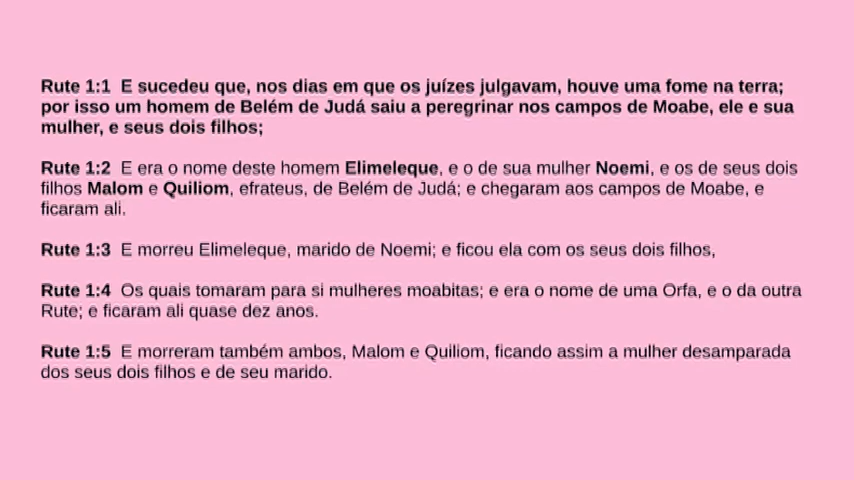 Rute 1:1  E sucedeu que, nos dias em que os juízes julgavam, houve uma fome na terra;
por isso um homem de Belém de Judá saiu a peregrinar nos campos de Moabe, ele e sua
mulher, e seus dois filhos;
Rute 1:2  E era o nome deste homem Elimeleque, e o de sua mulher Noemi, e os de seus dois
filhos Malom e Quiliom, efrateus, de Belém de Judá; e chegaram aos campos de Moabe, e
ficaram ali.
Rute 1:3  E morreu Elimeleque, marido de Noemi; e ficou ela com os seus dois filhos,
Rute 1:4  Os quais tomaram para si mulheres moabitas; e era o nome de uma Orfa, e o da outra
Rute; e ficaram ali quase dez anos.
Rute 1:5  E morreram também ambos, Malom e Quiliom, ficando assim a mulher desamparada
dos seus dois filhos e de seu marido.